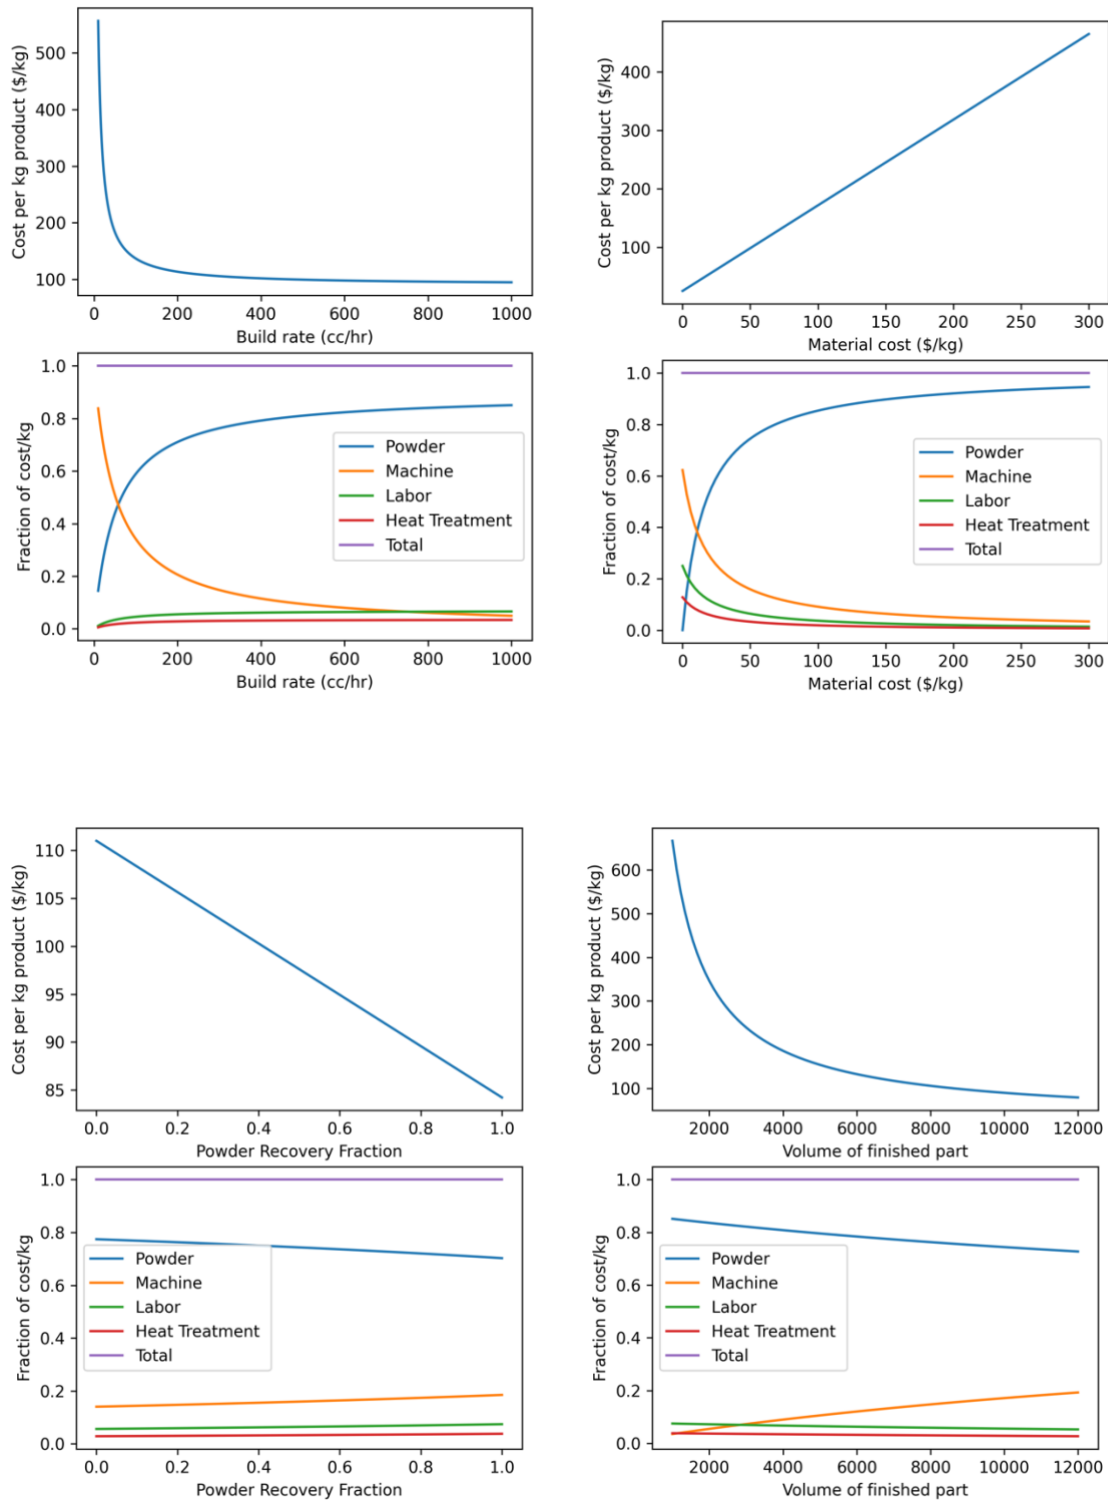 Cost per kg product ($/kg)
500
400
300
200
100
0 200 400 600 800 1000
Build rate (cc/hr)
Cost per kg product ($/kg)
400
300
200
100
0 50 100 150 200 250 300
Material cost ($/kg)
Fraction of cost/kg
1.0
0.8
0.6
0.4
0.2
0.0
Powder
Machine
Labor
Heat Treatment
Total
0 200 400 600 800 1000
Build rate (cc/hr)
Fraction of cost/kg
1.0
0.8
0.6
0.4
0.2
0.0
Powder
Machine
Labor
Heat Treatment
Total
0 50 100 150 200 250 300
Material cost ($/kg)
Cost per kg product ($/kg)
110
105
100
95
90
85
0.0 0.2 0.4 0.6 0.8 1.0
Powder Recovery Fraction
Cost per kg product ($/kg)
600
500
400
300
200
100
2000 4000 6000 8000 10000 12000
Volume of finished part
Fraction of cost/kg
1.0
0.8
0.6
0.4
0.2
0.0
Powder
Machine
Labor
Heat Treatment
Total
0.0 0.2 0.4 0.6 0.8 1.0
Powder Recovery Fraction
Fraction of cost/kg
1.0
0.8
0.6
0.4
0.2
0.0
Powder
Machine
Labor
Heat Treatment
Total
2000 4000 6000 8000 10000 12000
Volume of finished part